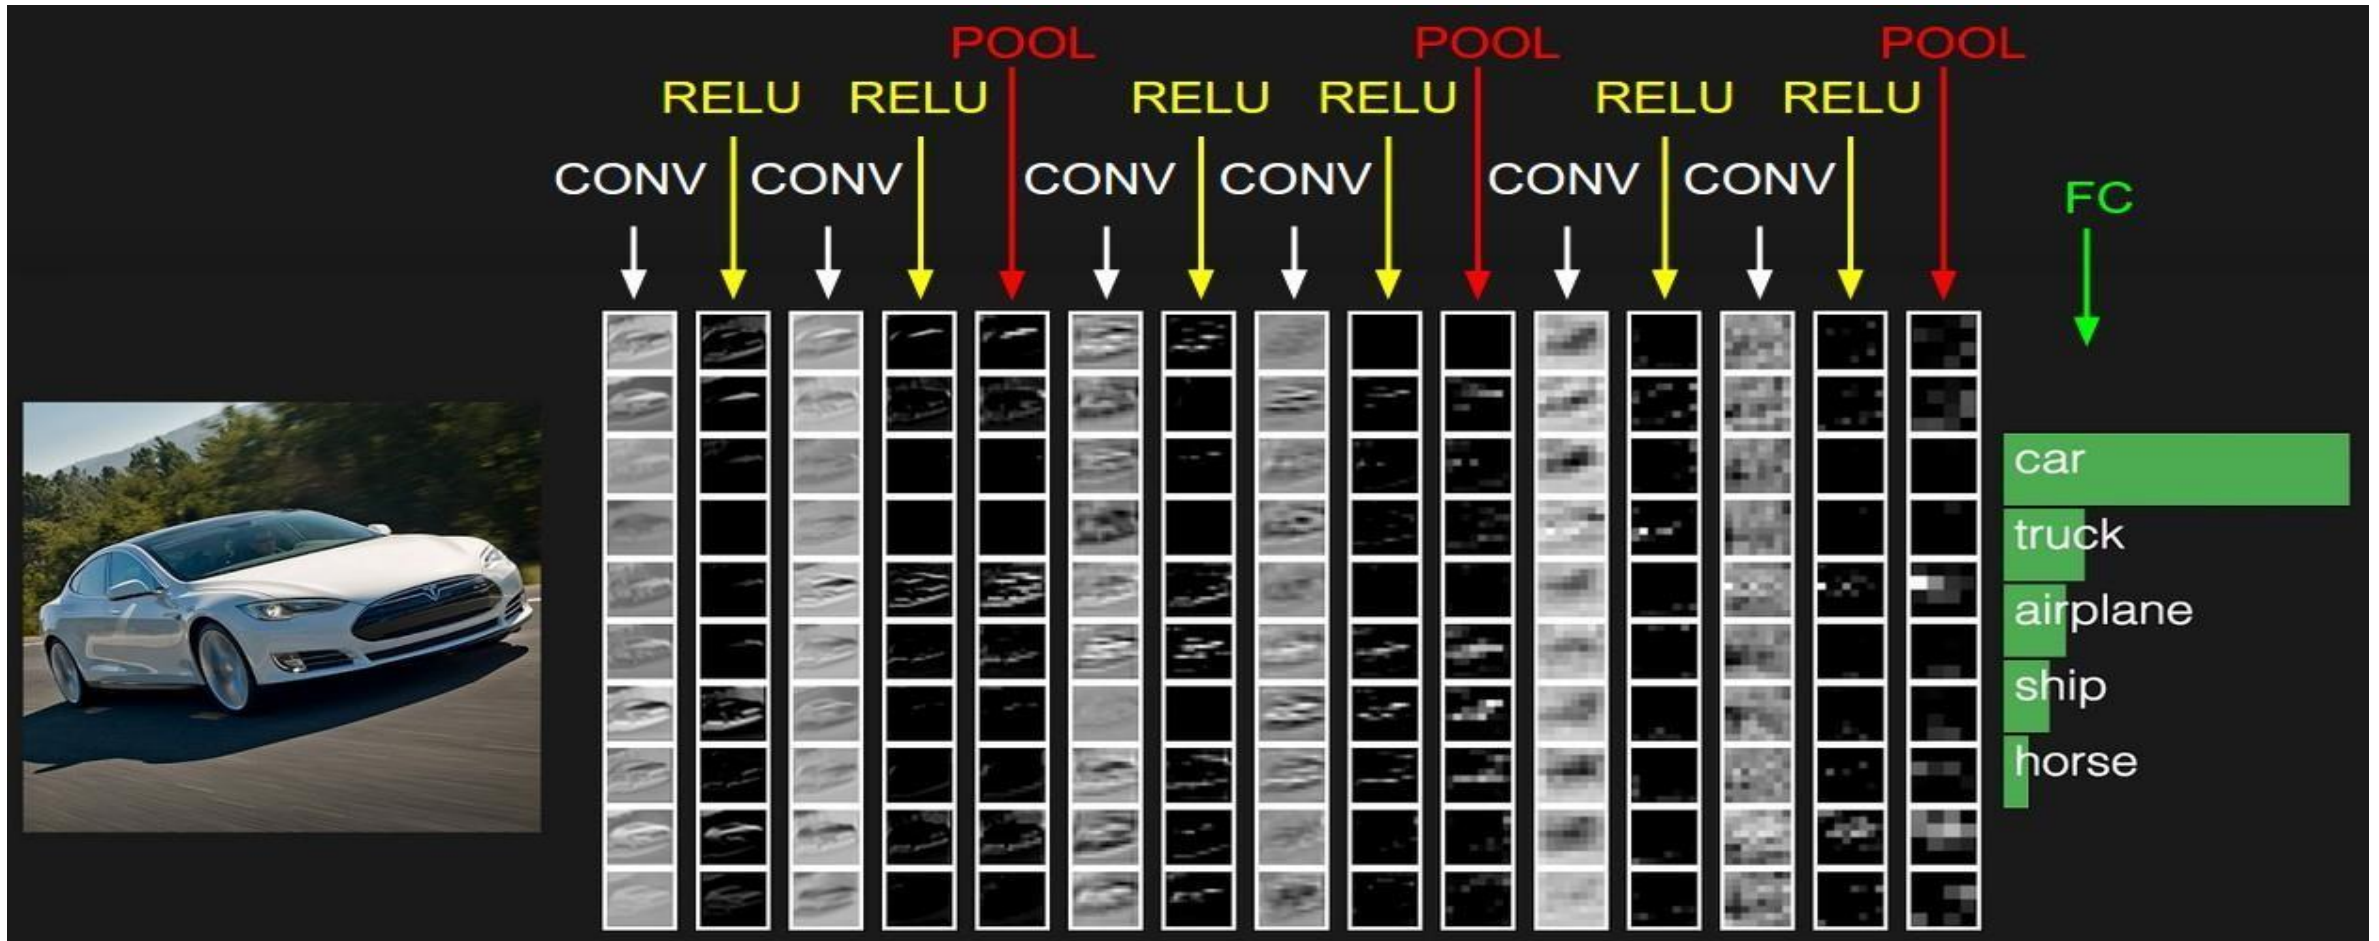 POOL POOL POOL
RELU RELU RELU RELU RELU RELU
CONV CONV CONV CONV CONV CONV
FC
car
truck
airplane
ship
horse